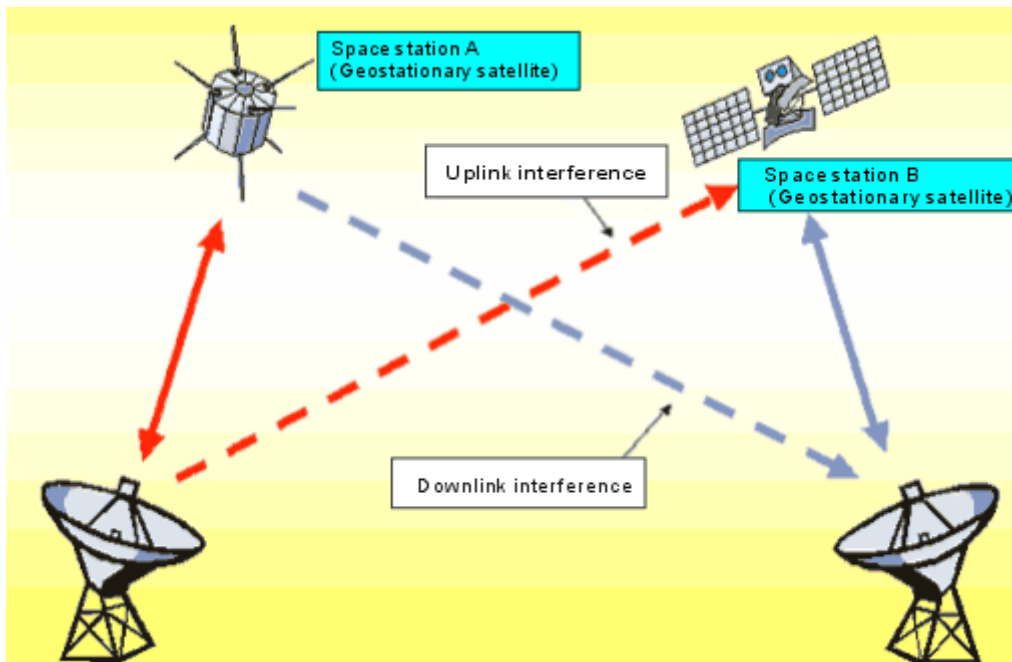 Space station A
(Geostationary satellite)
Uplink interference
Space station B
(Geostationary satellite)
Downlink interference